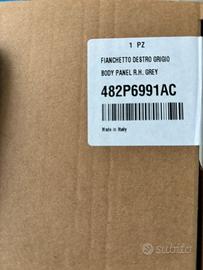 1 PZ
FIANCHETTO DESTRO GRIGIO
BODY PANEL R.H. GREY
482P6991AC
Made in Italy
subito